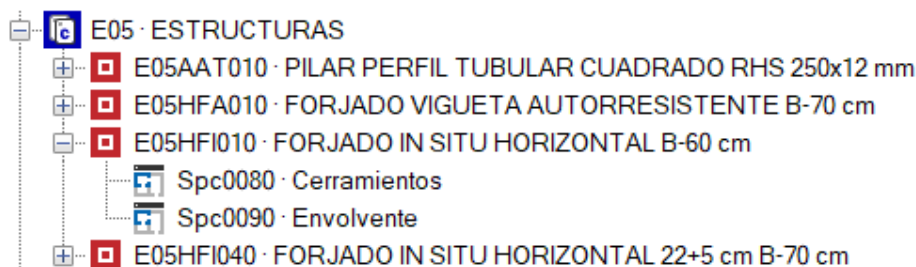 E05 · ESTRUCTURAS
E05AAT010 · PILAR PERFIL TUBULAR CUADRADO RHS 250x12 mm
E05HFA010 · FORJADO VIGUETA AUTORRESISTENTE B-70 cm
E05HFI010 · FORJADO IN SITU HORIZONTAL B-60 cm
Spc0080 · Cerramientos
Spc0090 · Envolvente
E05HFI040 · FORJADO IN SITU HORIZONTAL 22+5 cm B-70 cm